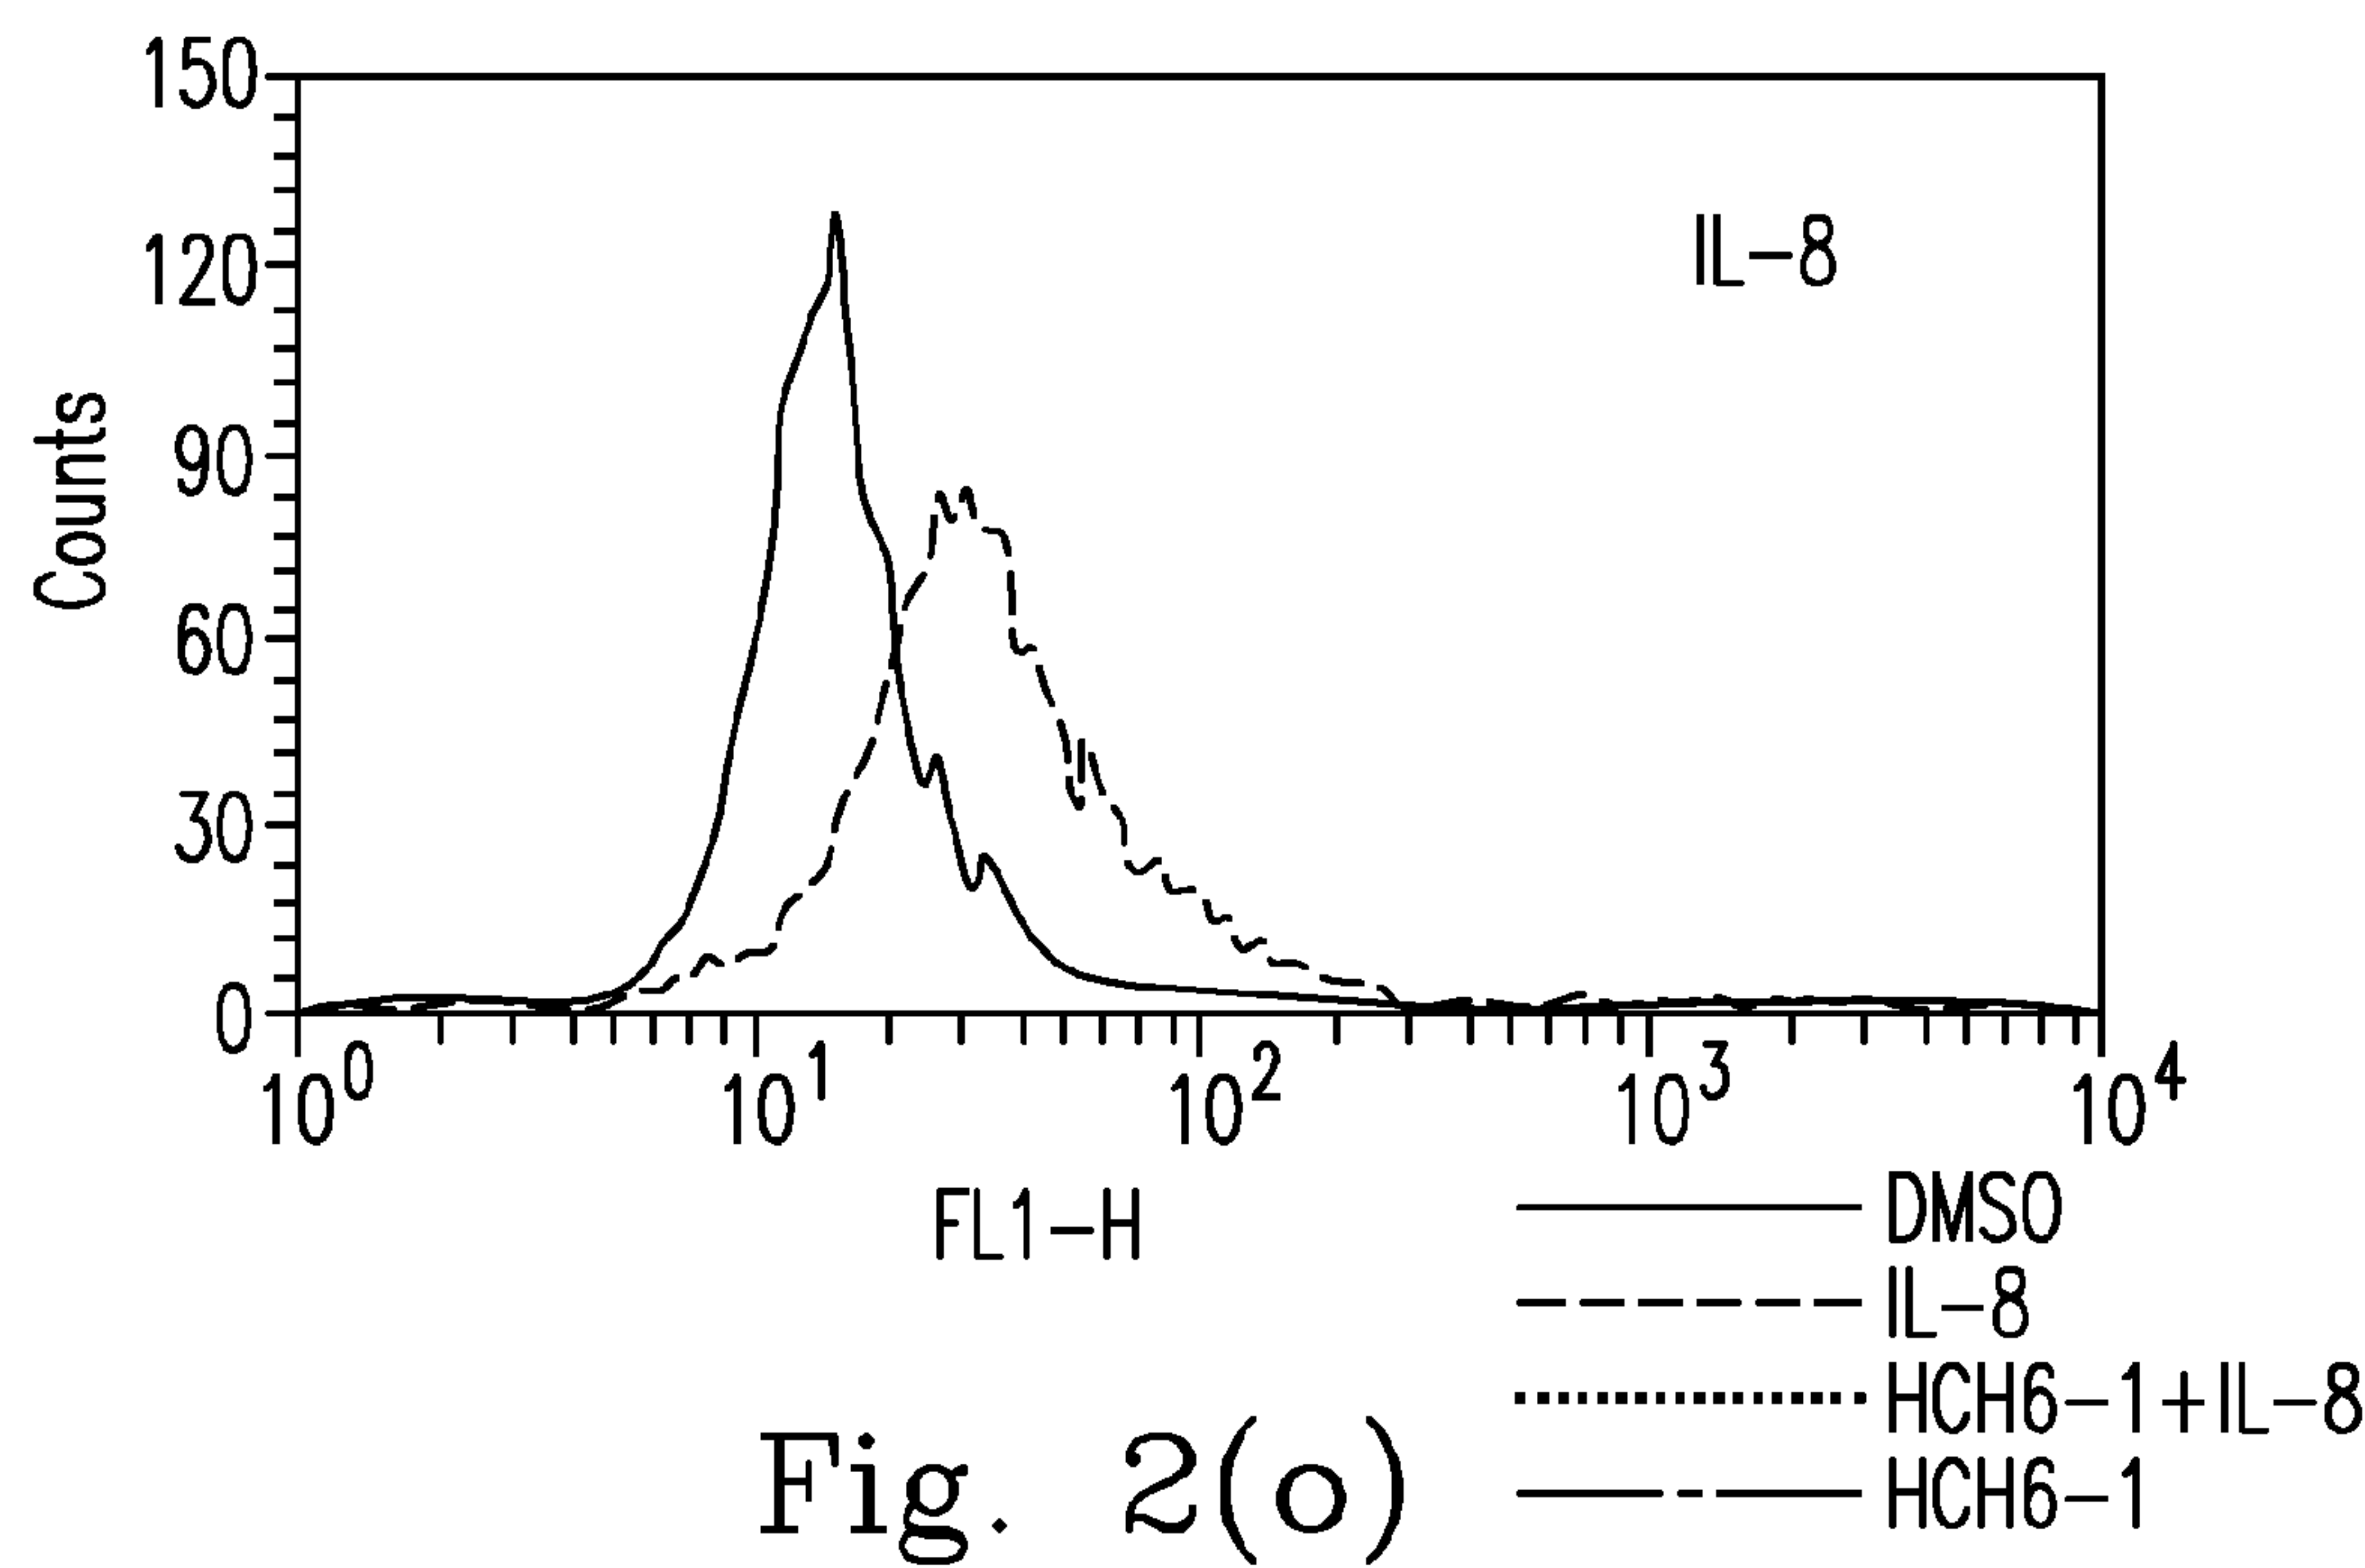 150
120
90
60
30
0
Counts
IL-8
10^0 10^1 10^2 10^3 10^4
FL1-H
DMSO
IL-8
HCH6-1+IL-8
HCH6-1
Fig. 2(o)